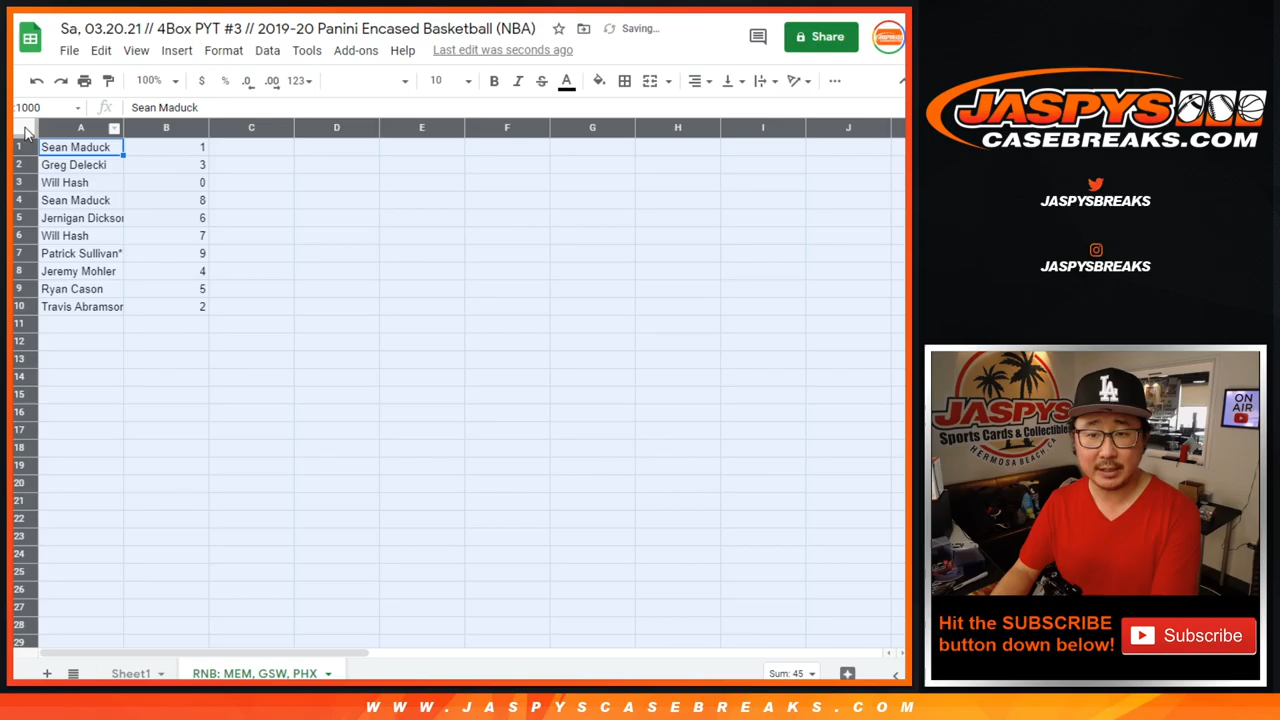 Sa, 03.20.21 // 4Box PYT #3 // 2019-20 Panini Encased Basketball (NBA)
Saving...
File Edit View Insert Format Data Tools Add-ons Help Last edit was seconds ago
Share
100% $ % .0 .00 123 10 B I S A
:1000 fx Sean Maduck
A B C D E F G H I J
1 Sean Maduck 1
2 Greg Delecki 3
3 Will Hash 0
4 Sean Maduck 8
5 Jernigan Dickson 6
6 Will Hash 7
7 Patrick Sullivan* 9
8 Jeremy Mohler 4
9 Ryan Cason 5
10 Travis Abramson 2
11
12
13
14
15
16
17
18
19
20
21
22
23
24
25
26
27
28
29
Sheet1 RNB: MEM, GSW, PHX Sum: 45
JASPYS
CASEBREAKS.COM
JASPYSBREAKS
JASPYSBREAKS
JASPYS
Sports Cards & Collectibles
HERMOSA BEACH CA
LA
ON
AIR
Hit the SUBSCRIBE
button down below!
Subscribe
WWW.JASPYSCASEBREAKS.COM